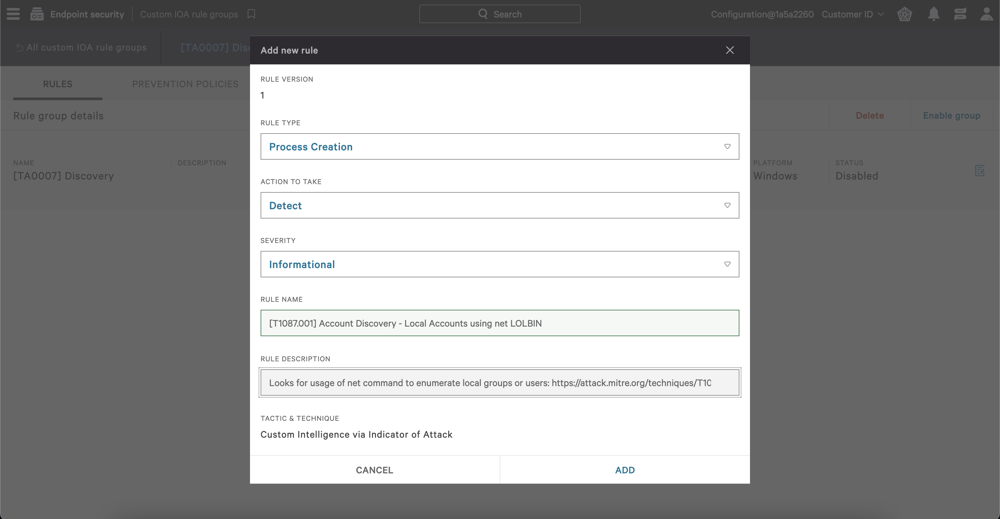 Endpoint security
Custom IOA rule groups
Search
Configuration@1a5a2260
Customer ID
All custom IOA rule groups
[TA0007] Disc
RULES
PREVENTION POLICIES
Rule group details
Delete
Enable group
NAME
[TA0007] Discovery
DESCRIPTION
PLATFORM
Windows
STATUS
Disabled
Add new rule
RULE VERSION
1
RULE TYPE
Process Creation
ACTION TO TAKE
Detect
SEVERITY
Informational
RULE NAME
[T1087.001] Account Discovery - Local Accounts using net LOLBIN
RULE DESCRIPTION
Looks for usage of net command to enumerate local groups or users: https://attack.mitre.org/techniques/T10
TACTIC & TECHNIQUE
Custom Intelligence via Indicator of Attack
CANCEL
ADD